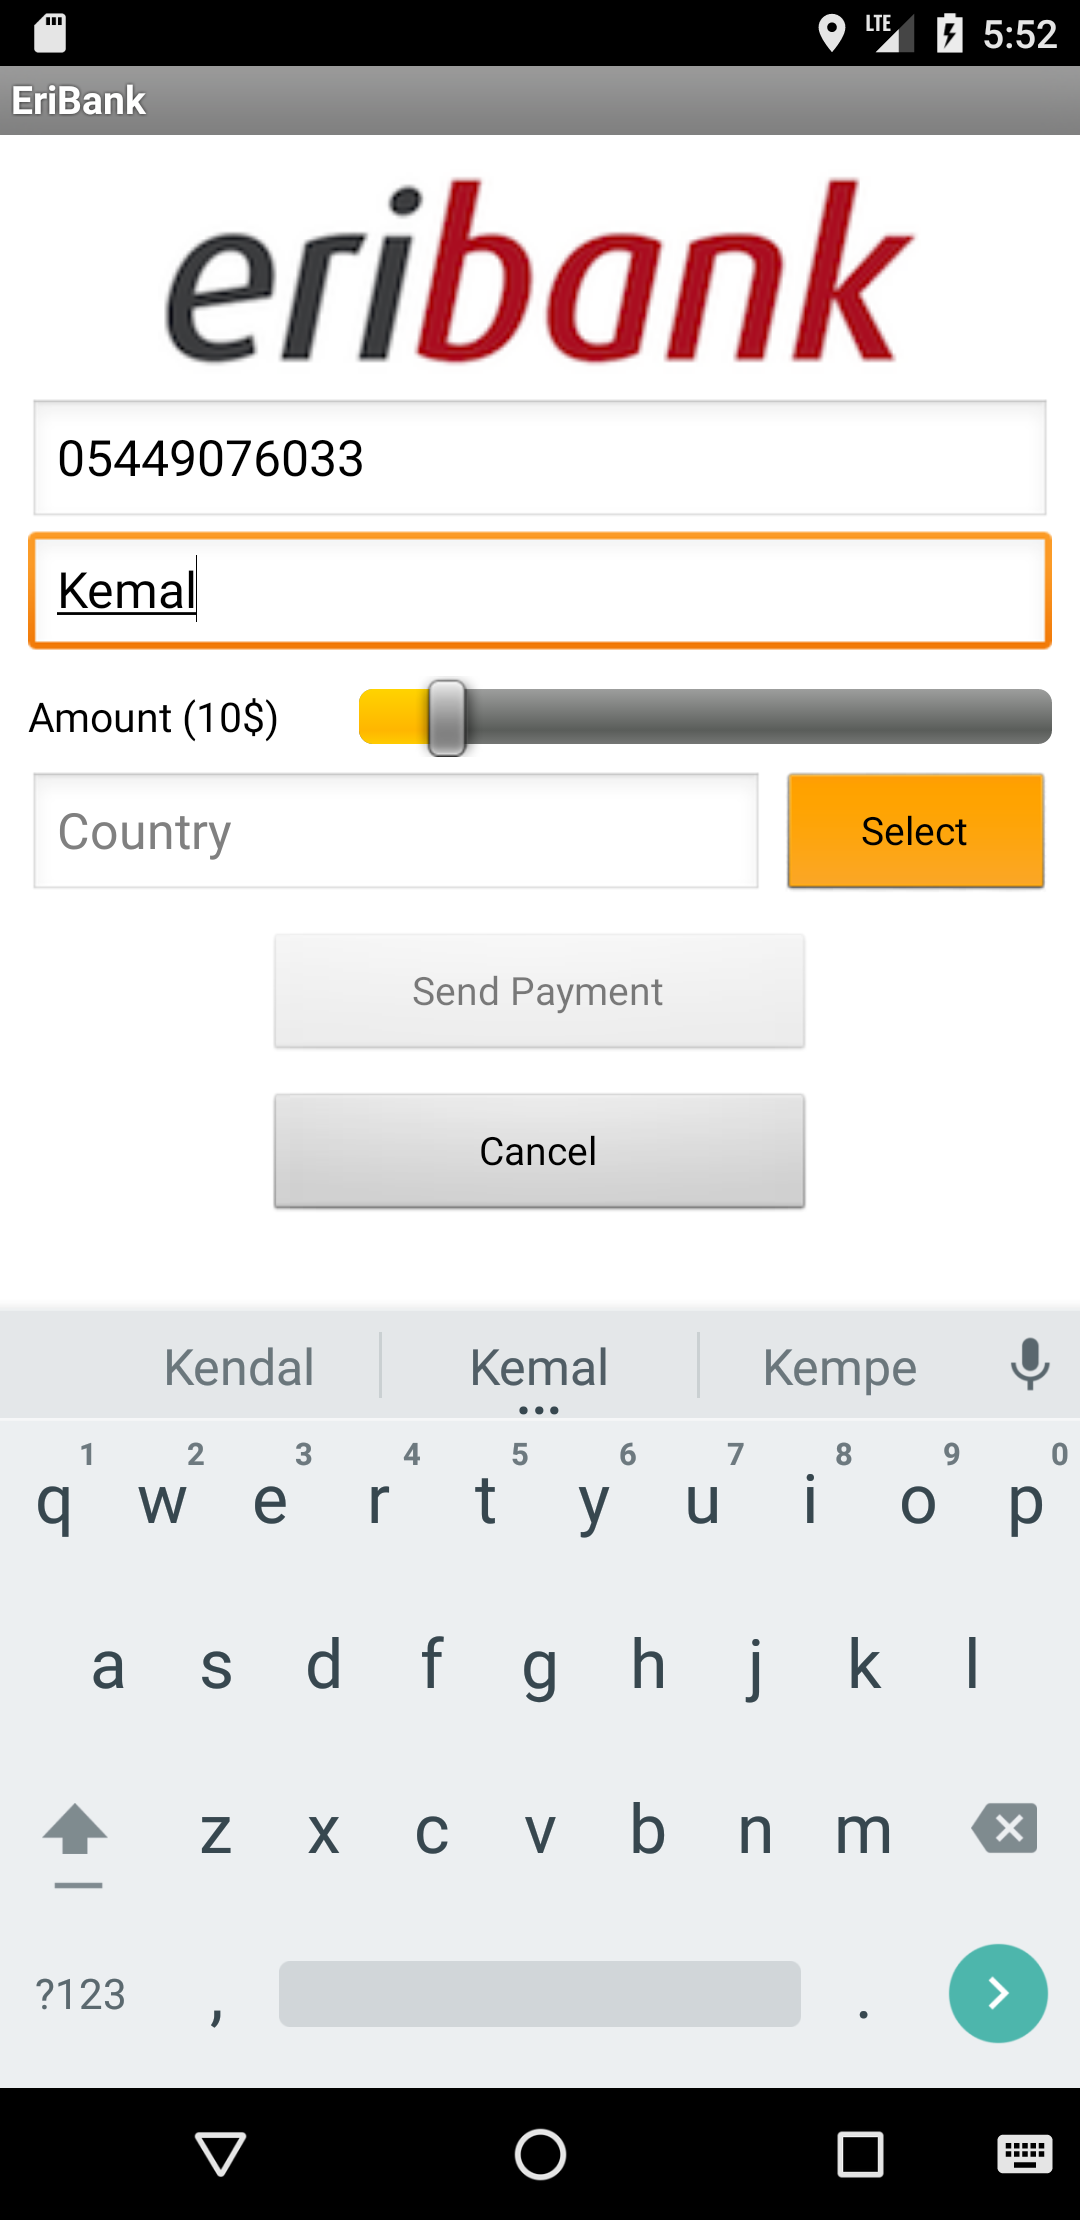 LTE 5:52
EriBank
eribank
05449076033
Kemal
Amount (10$)
Country Select
Send Payment
Cancel
Kendal Kemal Kempe
1 2 3 4 5 6 7 8 9 0
q w e r t y u i o p
a s d f g h j k l
z x c v b n m
?123 , .